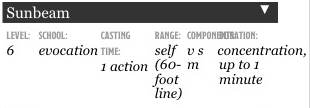 Sunbeam ▼
LEVEL: SCHOOL: CASTING RANGE: COMPONENTS: DURATION:
6 evocation TIME: self v s concentration,
1 action (60- m up to 1
foot minute
line)